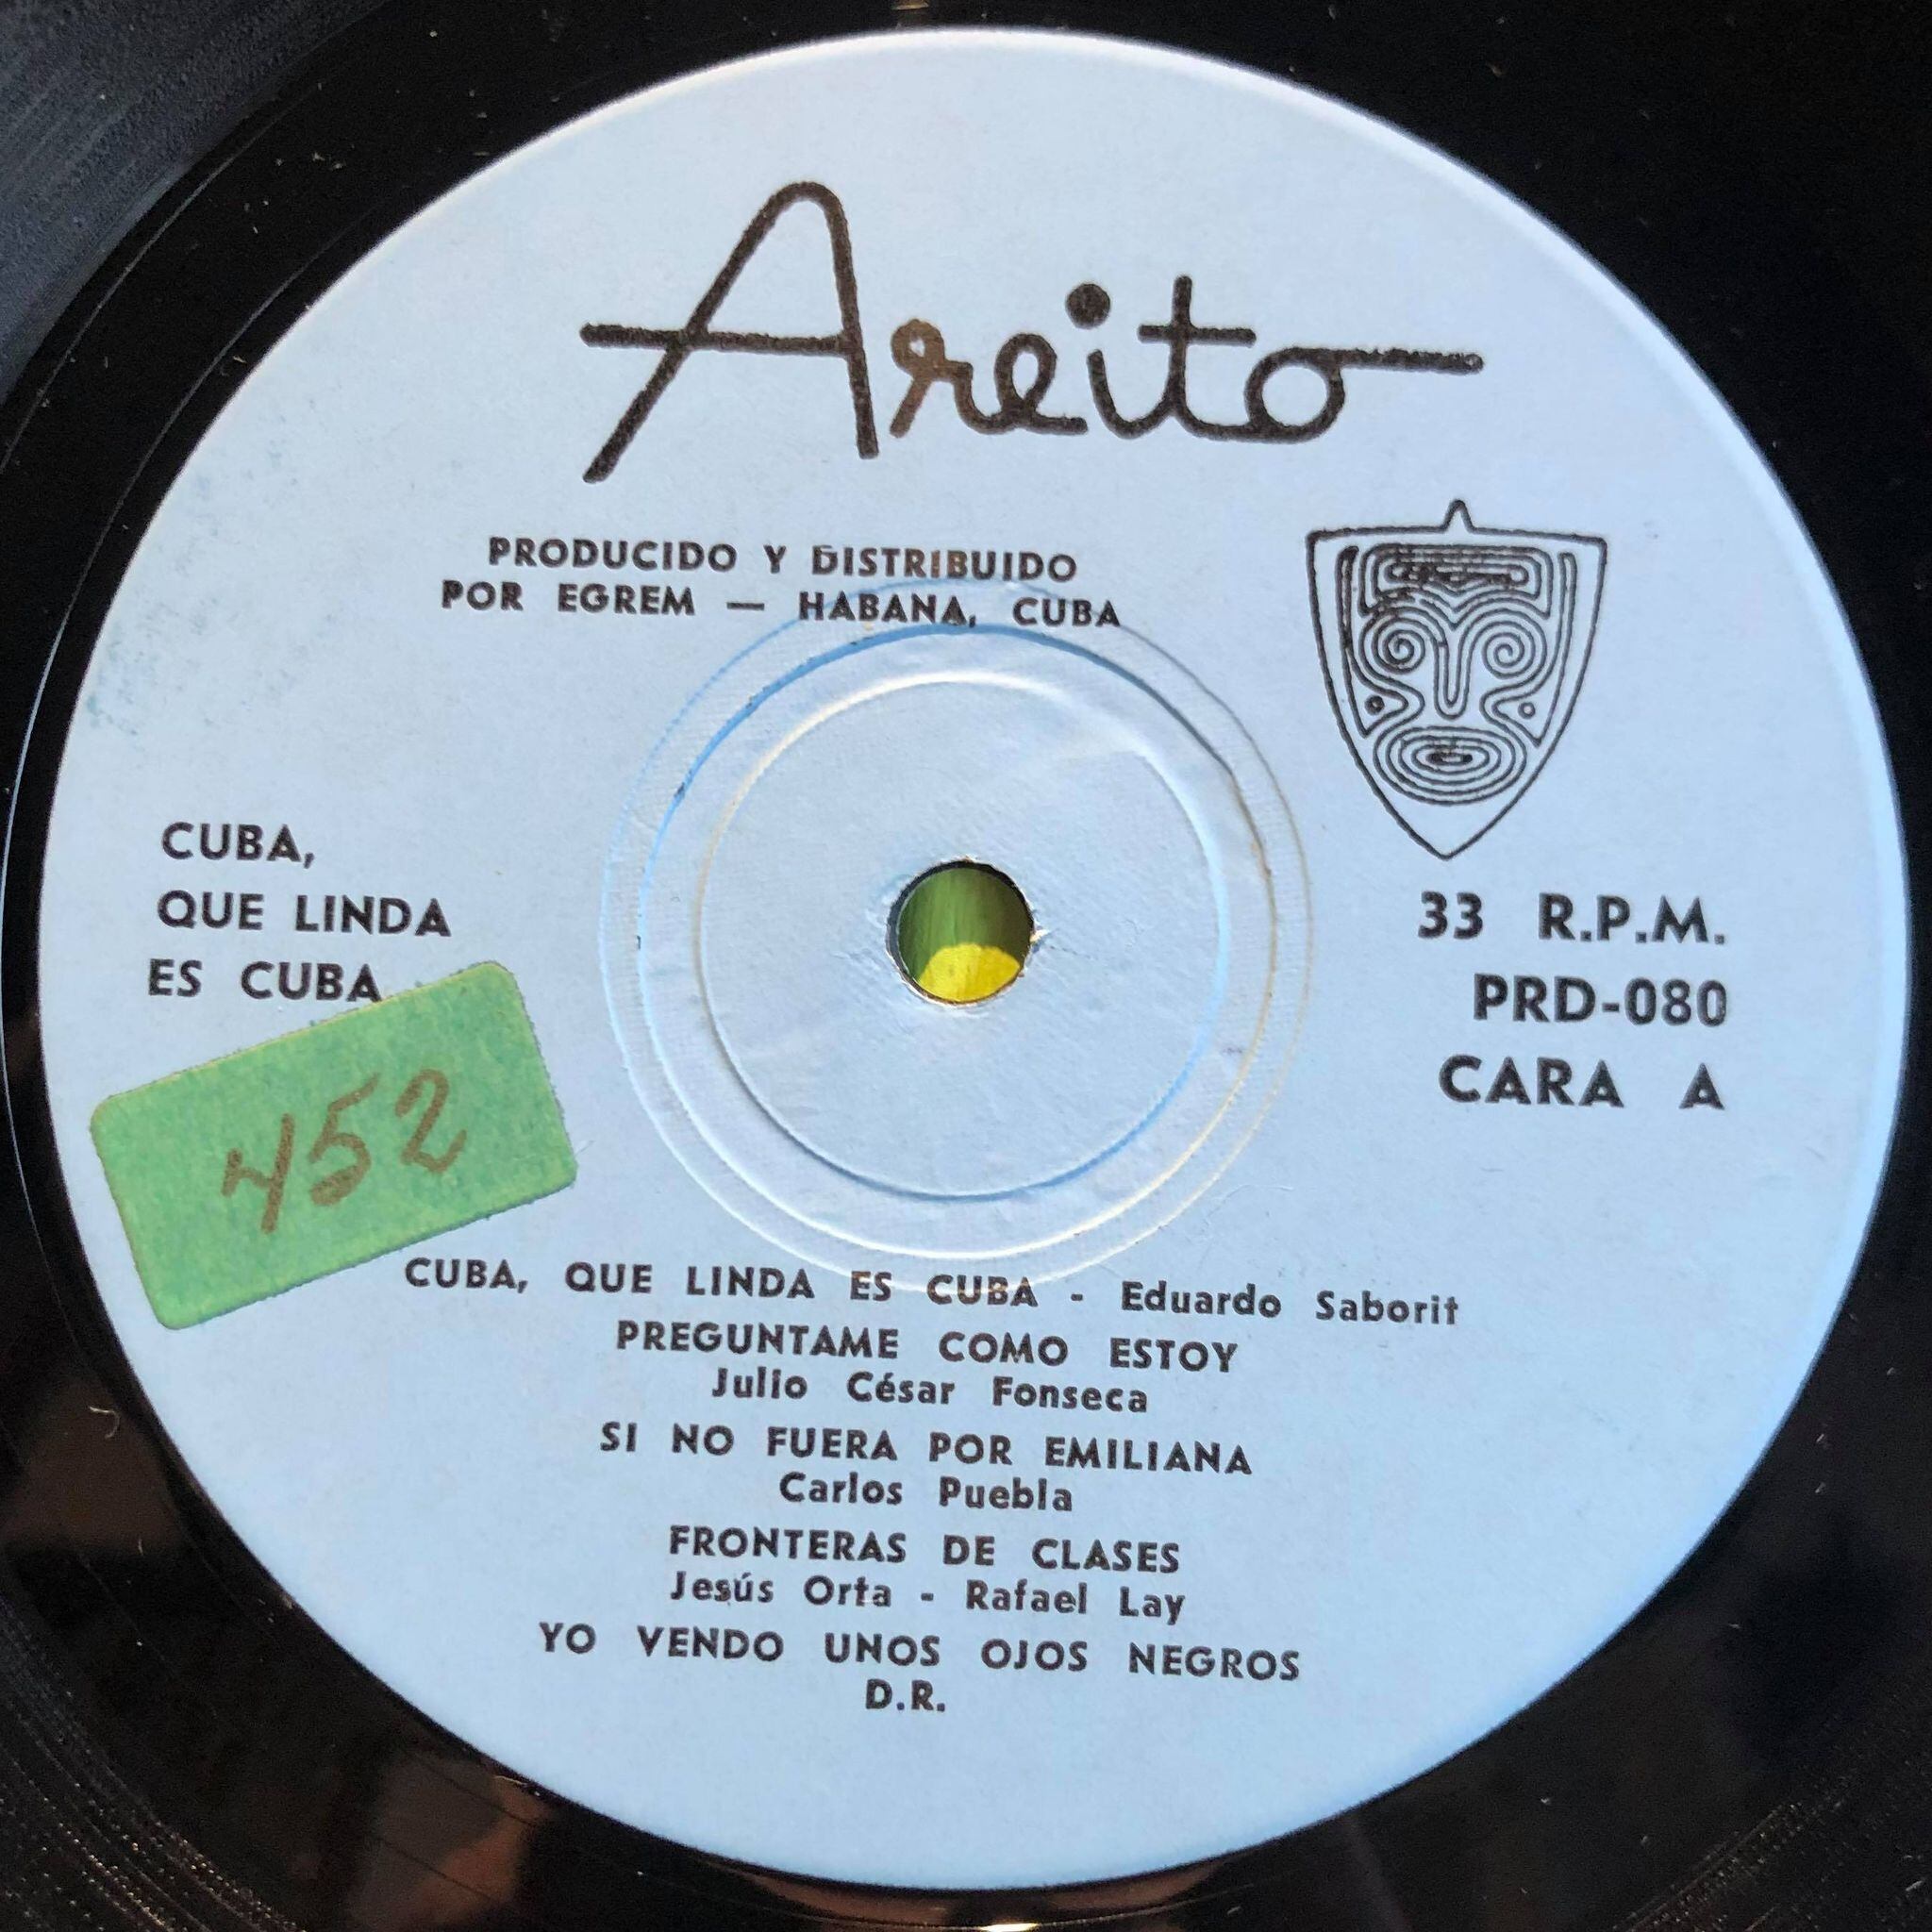 Areito
PRODUCIDO Y DISTRIBUIDO
POR EGREM — HABANA, CUBA
CUBA,
QUE LINDA
ES CUBA
33 R.P.M.
PRD-080
CARA A
452
CUBA, QUE LINDA ES CUBA - Eduardo Saborit
PREGUNTAME COMO ESTOY
Julio César Fonseca
SI NO FUERA POR EMILIANA
Carlos Puebla
FRONTERAS DE CLASES
Jesús Orta - Rafael Lay
YO VENDO UNOS OJOS NEGROS
D.R.